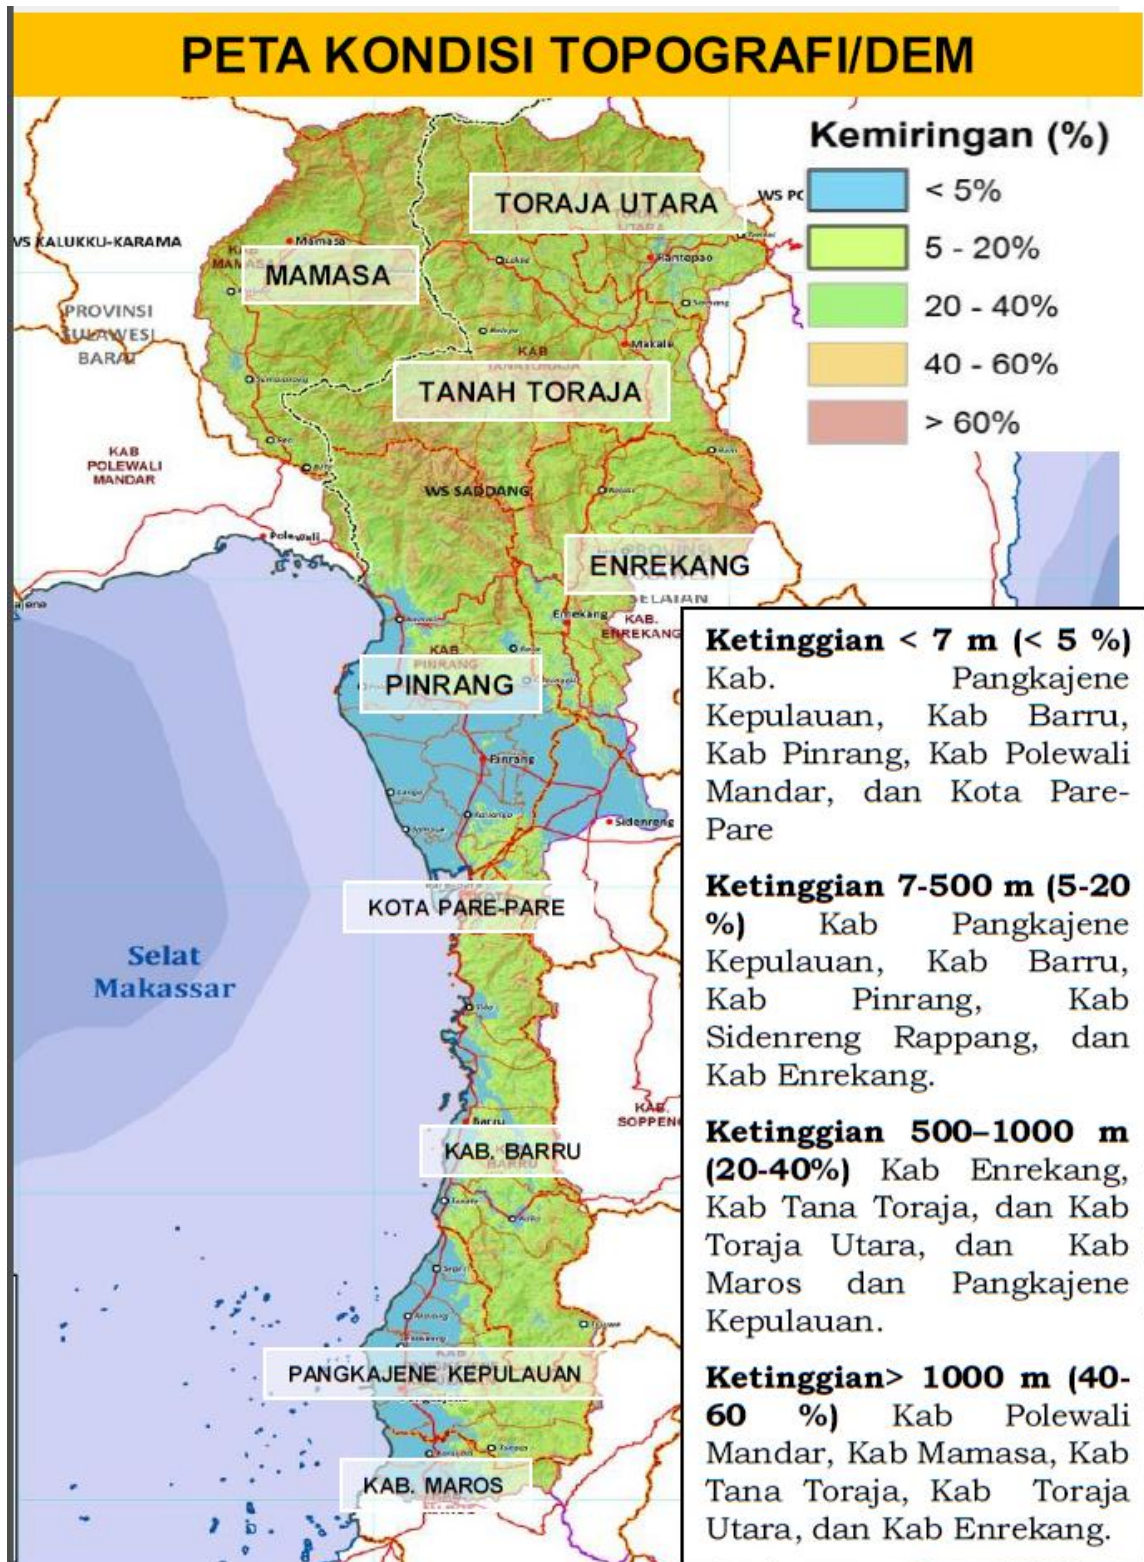 PETA KONDISI TOPOGRAFI/DEM
Kemiringan (%)
< 5%
5 - 20%
20 - 40%
40 - 60%
> 60%
TORAJA UTARA
WS KALUKKU-KARAMA
Mamasa
MAMASA
Rantepao
PROVINSI
SULAWESI
BARAT
Makale
KAB
TANAH TORAJA
KAB
POLEWALI
MANDAR
WS SADDANG
Polewali
ENREKANG
Enrekang
KAB.
ENREKANG
KAB
PINRANG
PINRANG
Pinrang
Sidenreng
KOTA PARE-PARE
Selat
Makassar
KAB.
SOPPENG
Barru
KAB. BARRU
PANGKAJENE KEPULAUAN
KAB. MAROS
Ketinggian < 7 m (< 5 %)
Kab. Pangkajene
Kepulauan, Kab Barru,
Kab Pinrang, Kab Polewali
Mandar, dan Kota Pare-
Pare
Ketinggian 7-500 m (5-20
%) Kab Pangkajene
Kepulauan, Kab Barru,
Kab Pinrang, Kab
Sidenreng Rappang, dan
Kab Enrekang.
Ketinggian 500–1000 m
(20-40%) Kab Enrekang,
Kab Tana Toraja, dan Kab
Toraja Utara, dan Kab
Maros dan Pangkajene
Kepulauan.
Ketinggian> 1000 m (40-
60 %) Kab Polewali
Mandar, Kab Mamasa, Kab
Tana Toraja, Kab Toraja
Utara, dan Kab Enrekang.